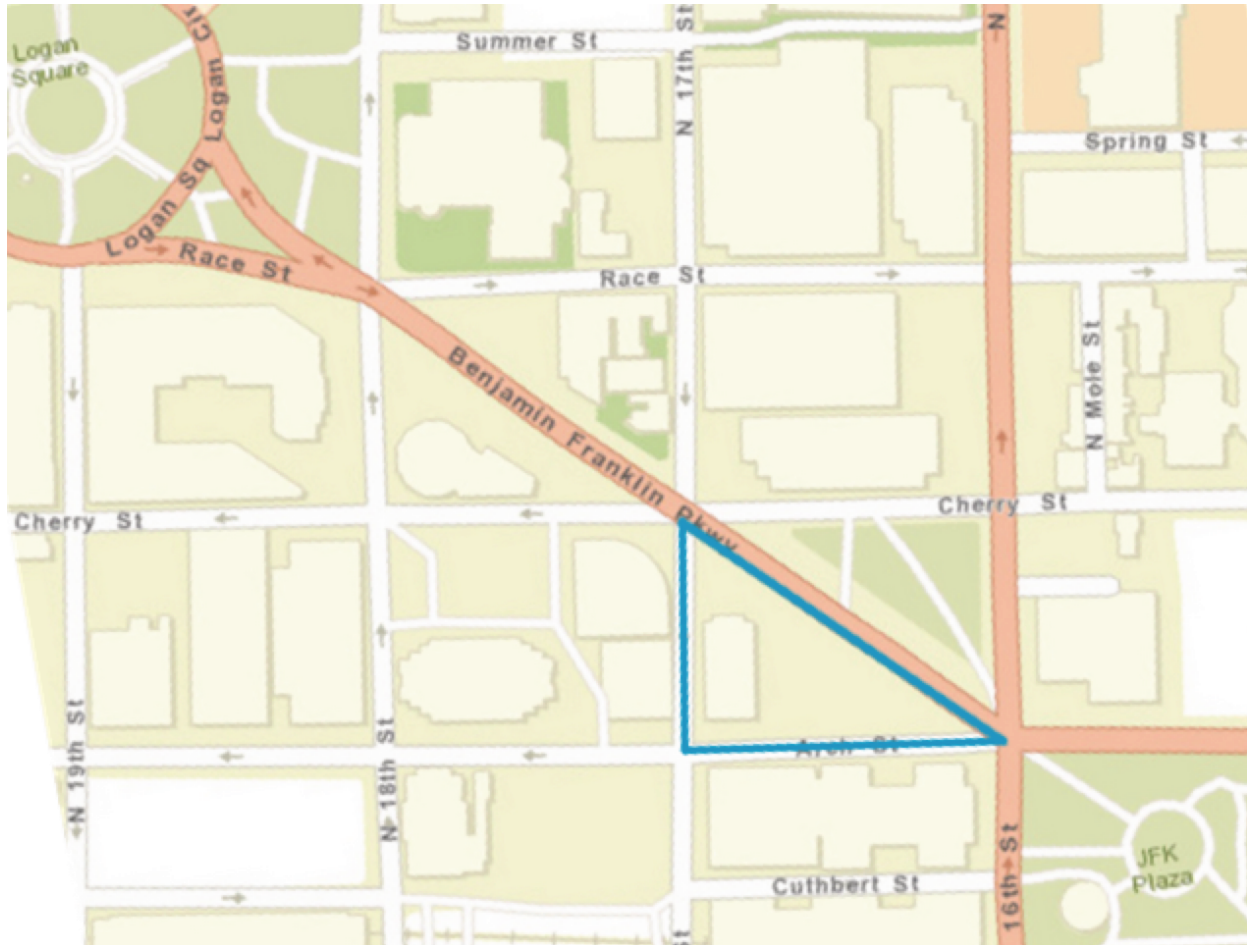 Logan
Square
Logan Cir
Summer St
N 17th St
N
Spring St
Logan Sq
Race St
Race St
N Mole St
Benjamin Franklin Pkwy
Cherry St
Cherry St
Arch St
N 19th St
N 18th St
16th St
JFK
Plaza
Cuthbert St
St